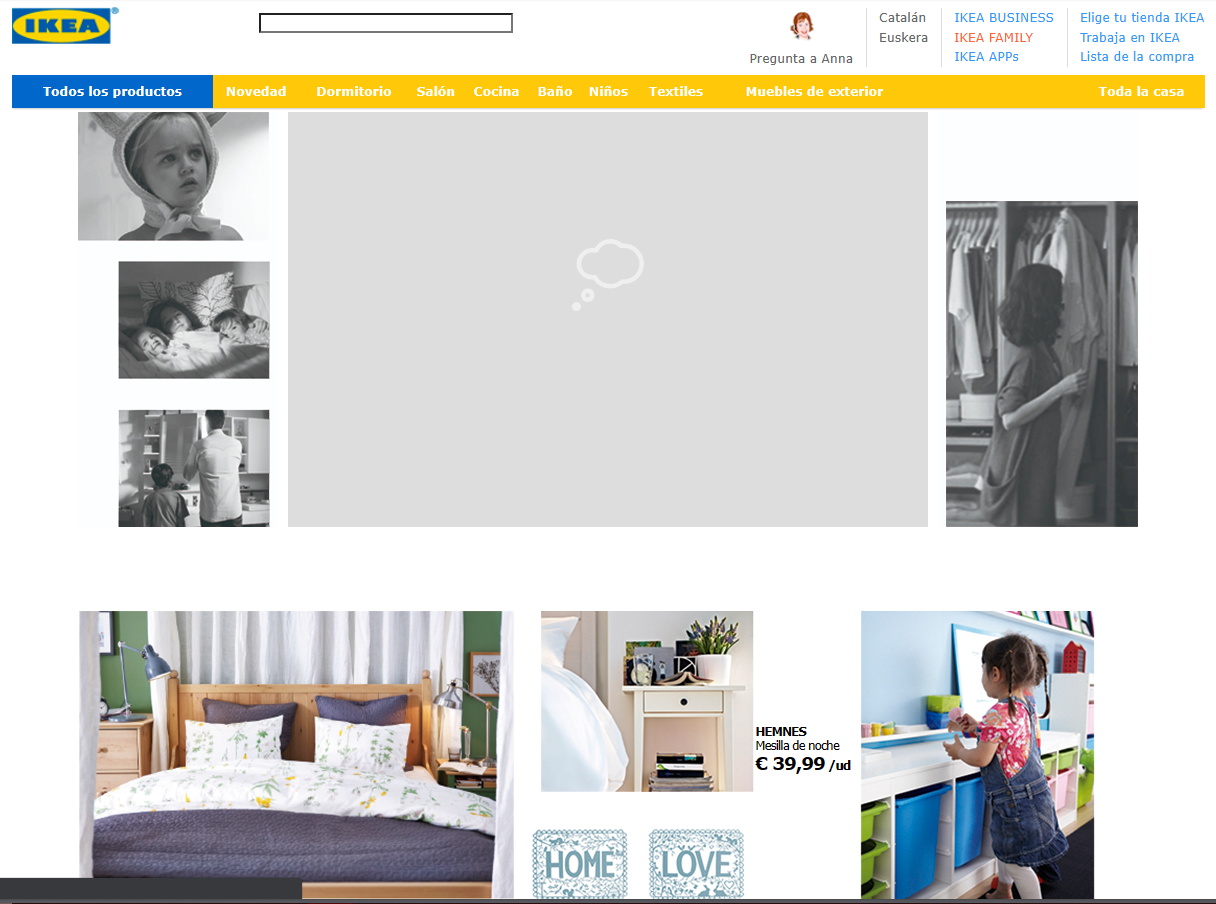 IKEA®
Pregunta a Anna
Catalán
Euskera
IKEA BUSINESS
IKEA FAMILY
IKEA APPs
Elige tu tienda IKEA
Trabaja en IKEA
Lista de la compra
Todos los productos Novedad Dormitorio Salón Cocina Baño Niños Textiles Muebles de exterior Toda la casa
HEMNES
Mesilla de noche
€ 39,99 /ud
HOME LOVE